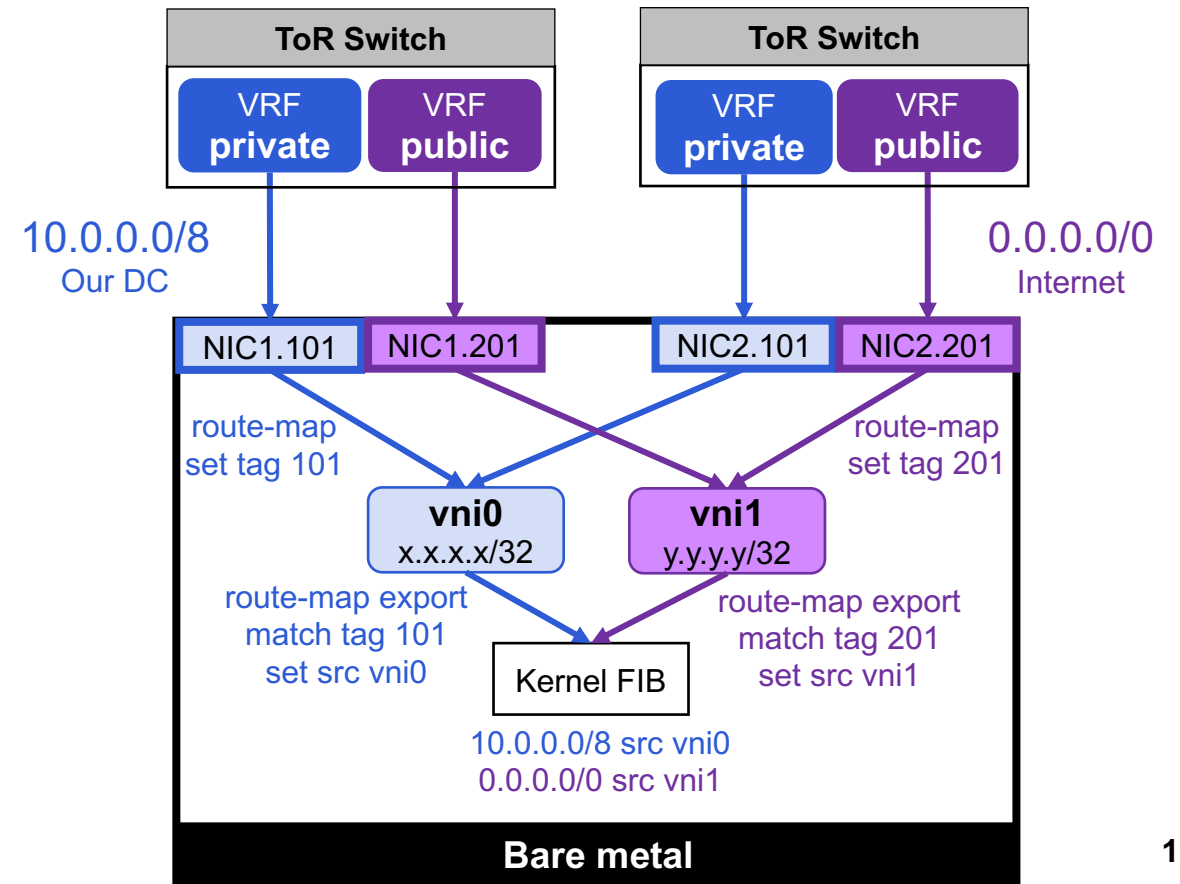 ToR Switch
ToR Switch
VRF
private
VRF
public
VRF
private
VRF
public
10.0.0.0/8
Our DC
0.0.0.0/0
Internet
NIC1.101
NIC1.201
NIC2.101
NIC2.201
route-map
set tag 101
route-map
set tag 201
vni0
x.x.x.x/32
vni1
y.y.y.y/32
route-map export
match tag 101
set src vni0
route-map export
match tag 201
set src vni1
Kernel FIB
10.0.0.0/8 src vni0
0.0.0.0/0 src vni1
Bare metal
1